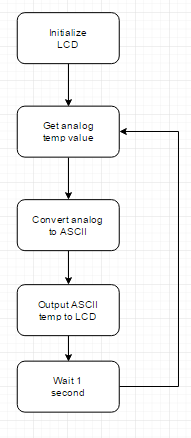 Initialize
LCD
Get analog
temp value
Convert analog
to ASCII
Output ASCII
temp to LCD
Wait 1
second